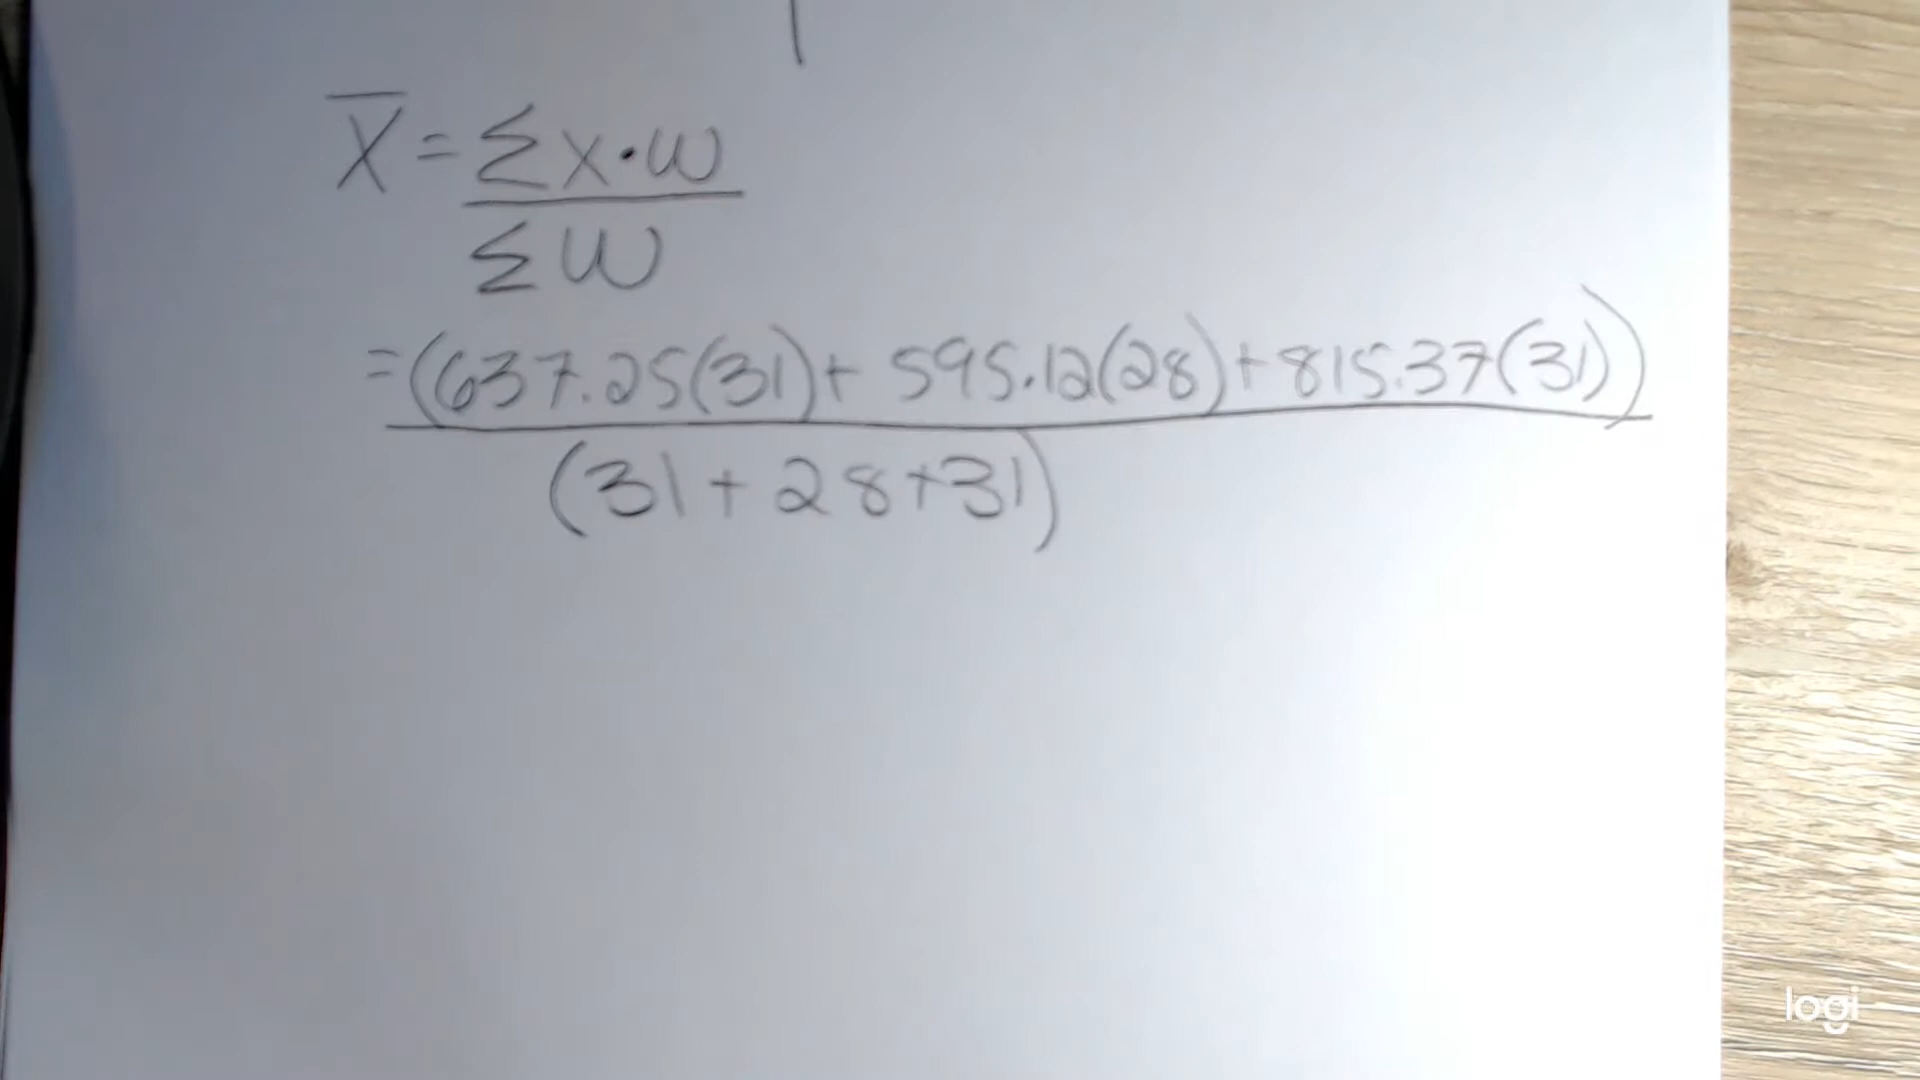 X̄ = Σx·w
Σw
=(637.25(31)+ 595.12(28)+815.37(31))
(31+28+31)
logi